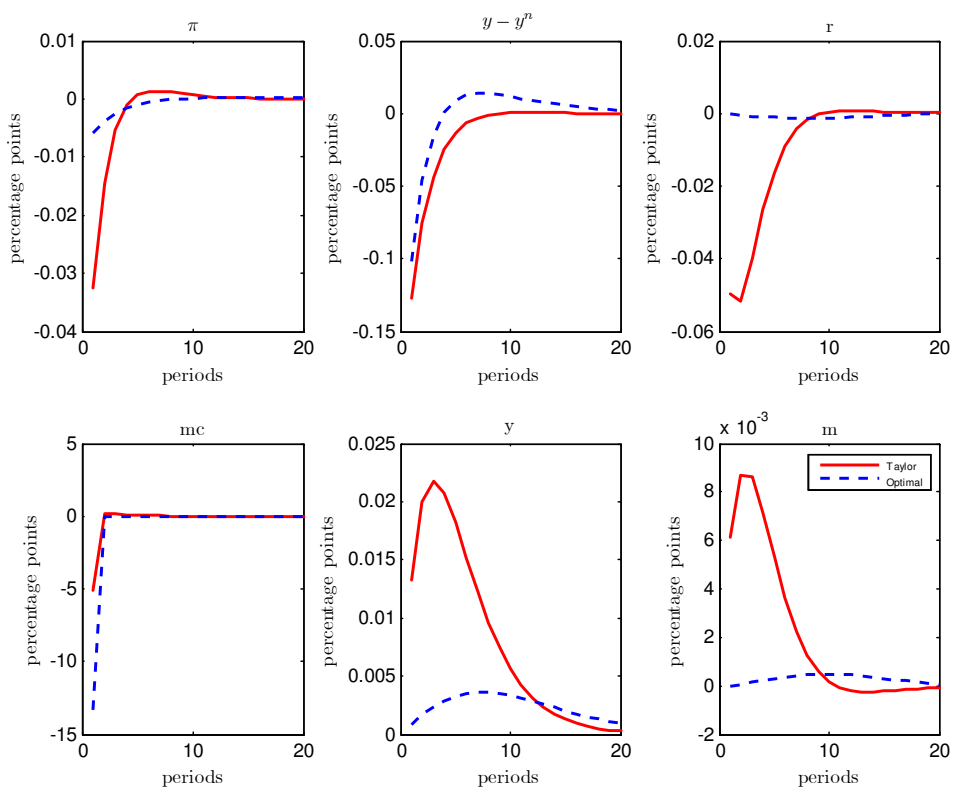 π
y − yⁿ
r
percentage points
0.01
0
-0.01
-0.02
-0.03
-0.04
0 10 20
periods
percentage points
0.05
0
-0.05
-0.1
-0.15
0 10 20
periods
percentage points
0.02
0
-0.02
-0.04
-0.06
0 10 20
periods
mc
y
m
percentage points
5
0
-5
-10
-15
0 10 20
periods
percentage points
0.025
0.02
0.015
0.01
0.005
0
0 10 20
periods
percentage points
x 10⁻³
10
8
6
4
2
0
-2
0 10 20
periods
Taylor
Optimal